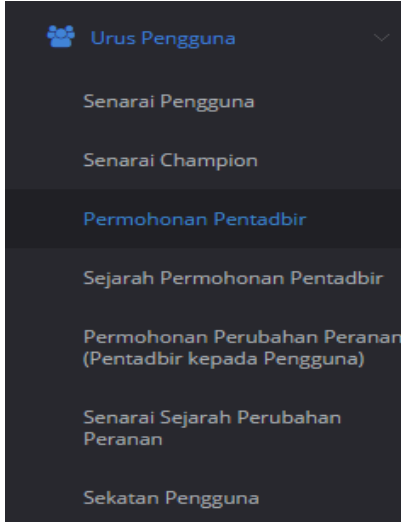 Urus Pengguna
Senarai Pengguna
Senarai Champion
Permohonan Pentadbir
Sejarah Permohonan Pentadbir
Permohonan Perubahan Peranan
(Pentadbir kepada Pengguna)
Senarai Sejarah Perubahan
Peranan
Sekatan Pengguna